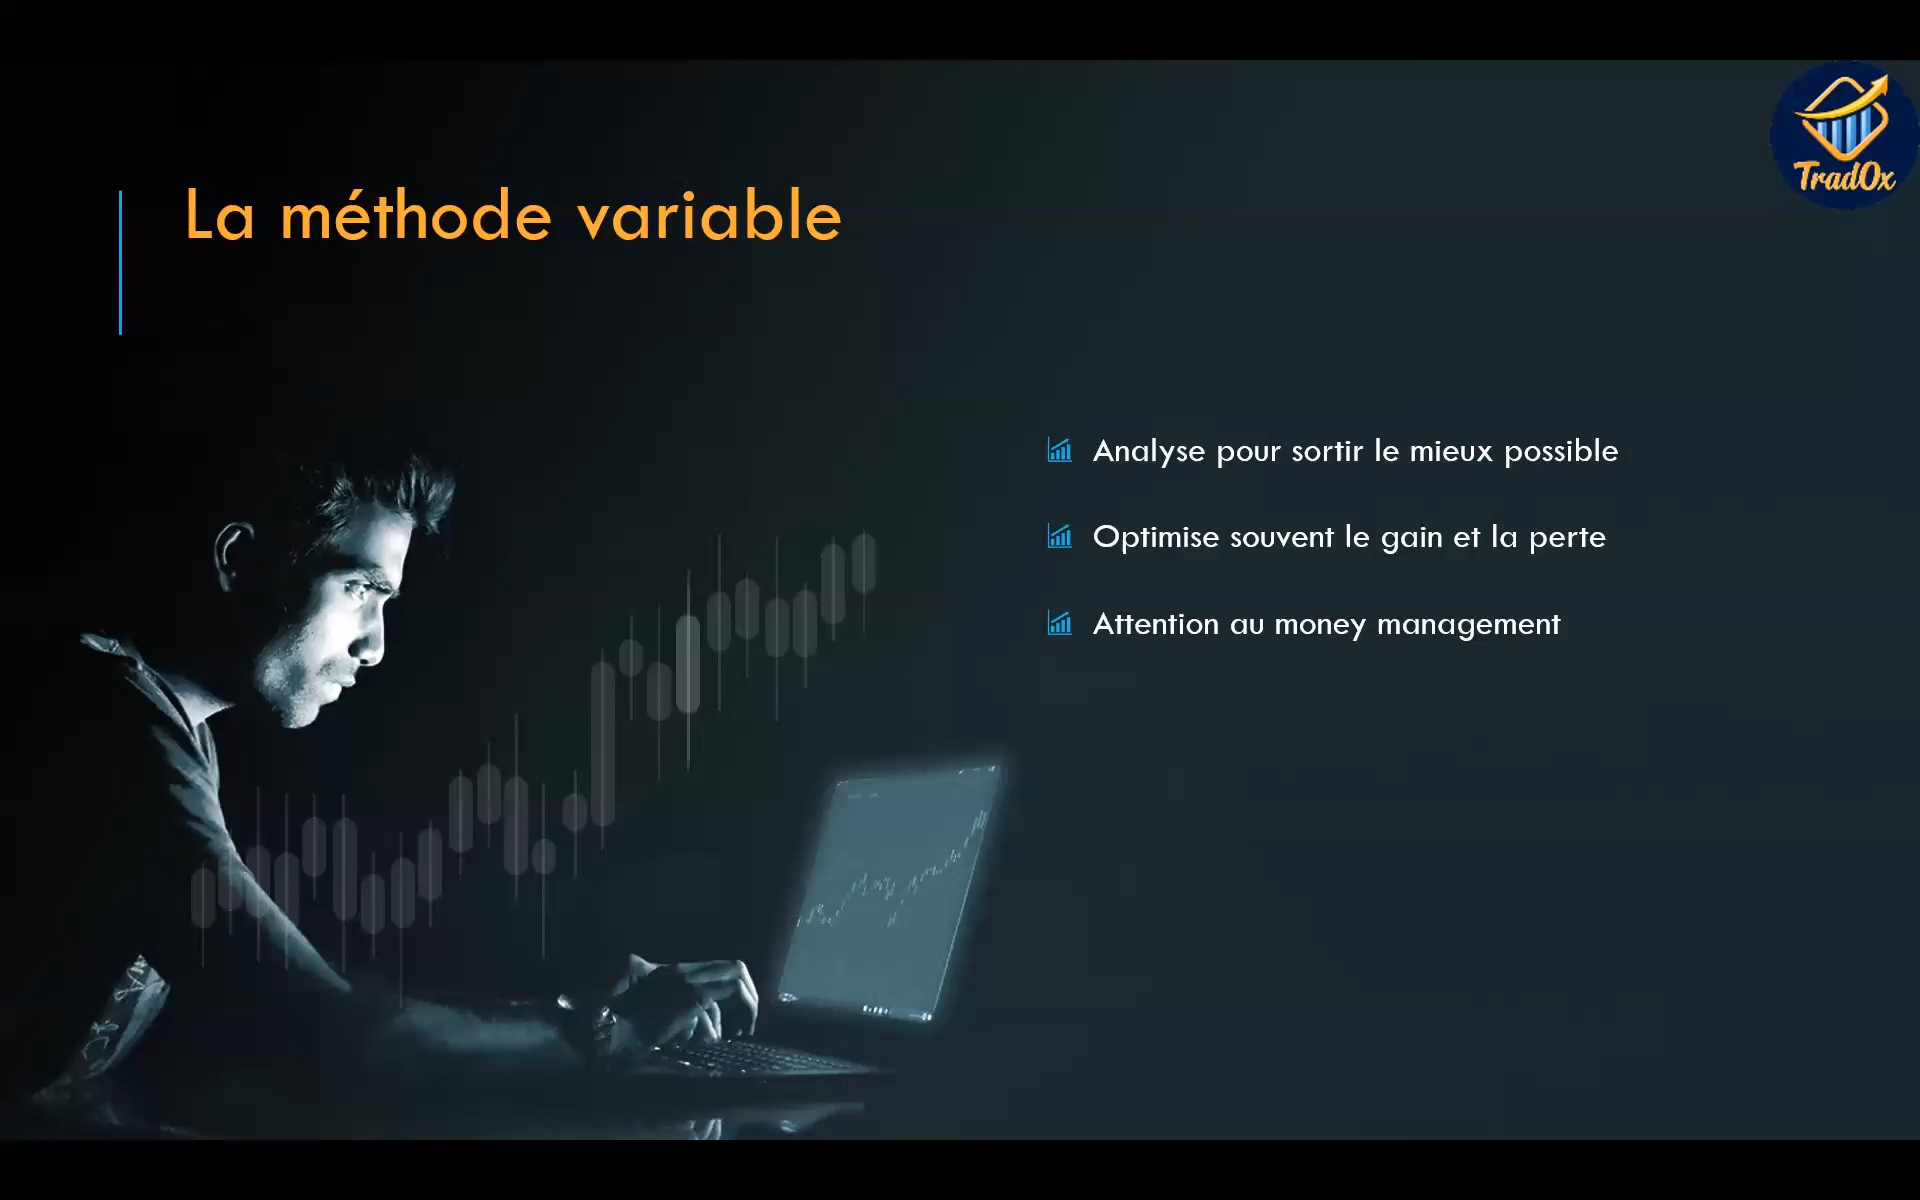 TradOx
La méthode variable
Analyse pour sortir le mieux possible
Optimise souvent le gain et la perte
Attention au money management